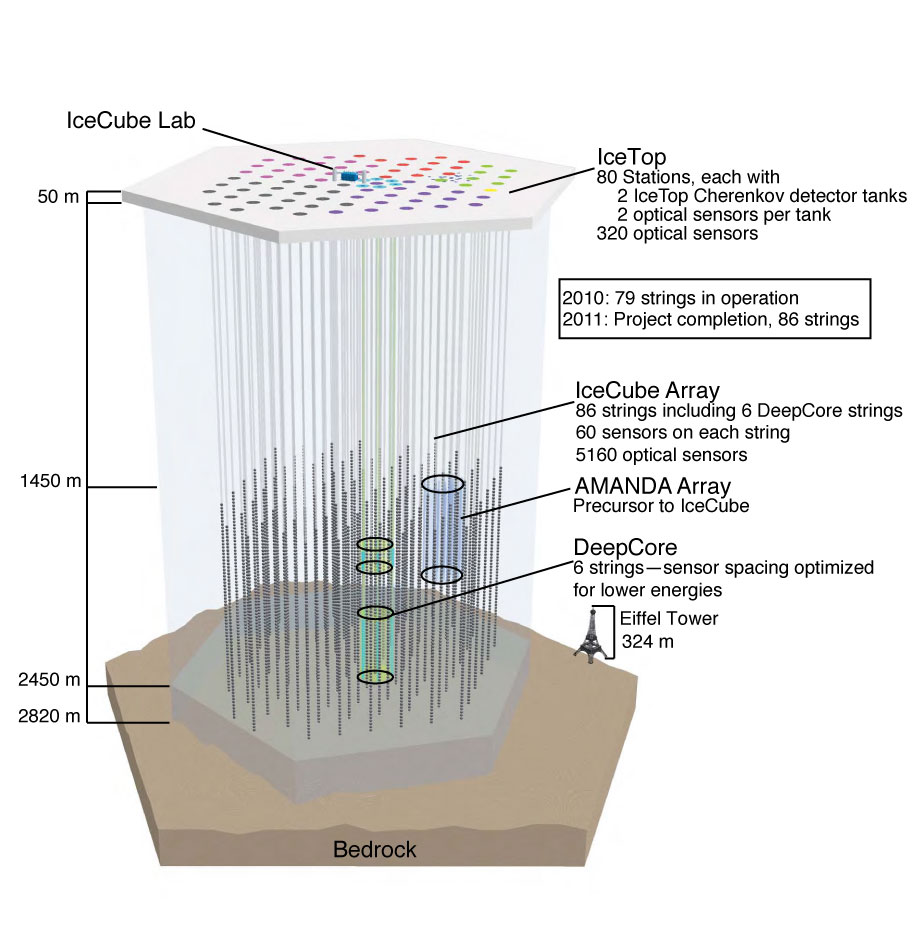 IceCube Lab
IceTop
80 Stations, each with
2 IceTop Cherenkov detector tanks
2 optical sensors per tank
320 optical sensors
50 m
2010: 79 strings in operation
2011: Project completion, 86 strings
IceCube Array
86 strings including 6 DeepCore strings
60 sensors on each string
5160 optical sensors
1450 m
AMANDA Array
Precursor to IceCube
DeepCore
6 strings—sensor spacing optimized
for lower energies
Eiffel Tower
324 m
2450 m
2820 m
Bedrock